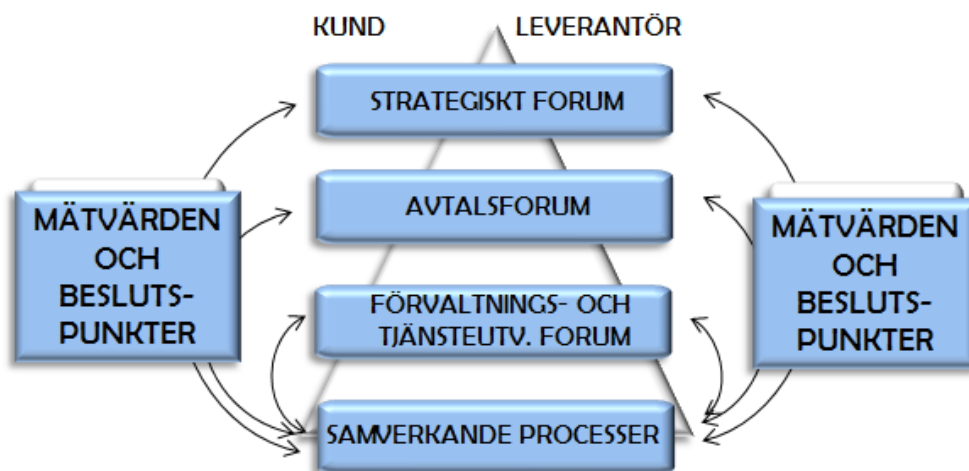 KUND
LEVERANTÖR
STRATEGISKT FORUM
AVTALSFORUM
FÖRVALTNINGS- OCH
TJÄNSTEUTV. FORUM
SAMVERKANDE PROCESSER
MÄTVÄRDEN
OCH
BESLUTS-
PUNKTER
MÄTVÄRDEN
OCH
BESLUTS-
PUNKTER